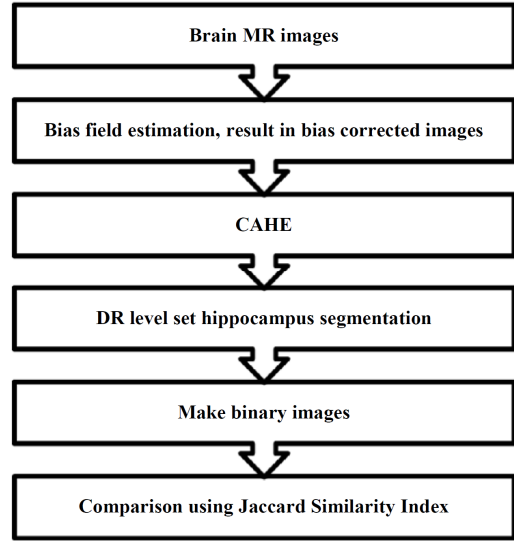 Brain MR images
Bias field estimation, result in bias corrected images
CAHE
DR level set hippocampus segmentation
Make binary images
Comparison using Jaccard Similarity Index